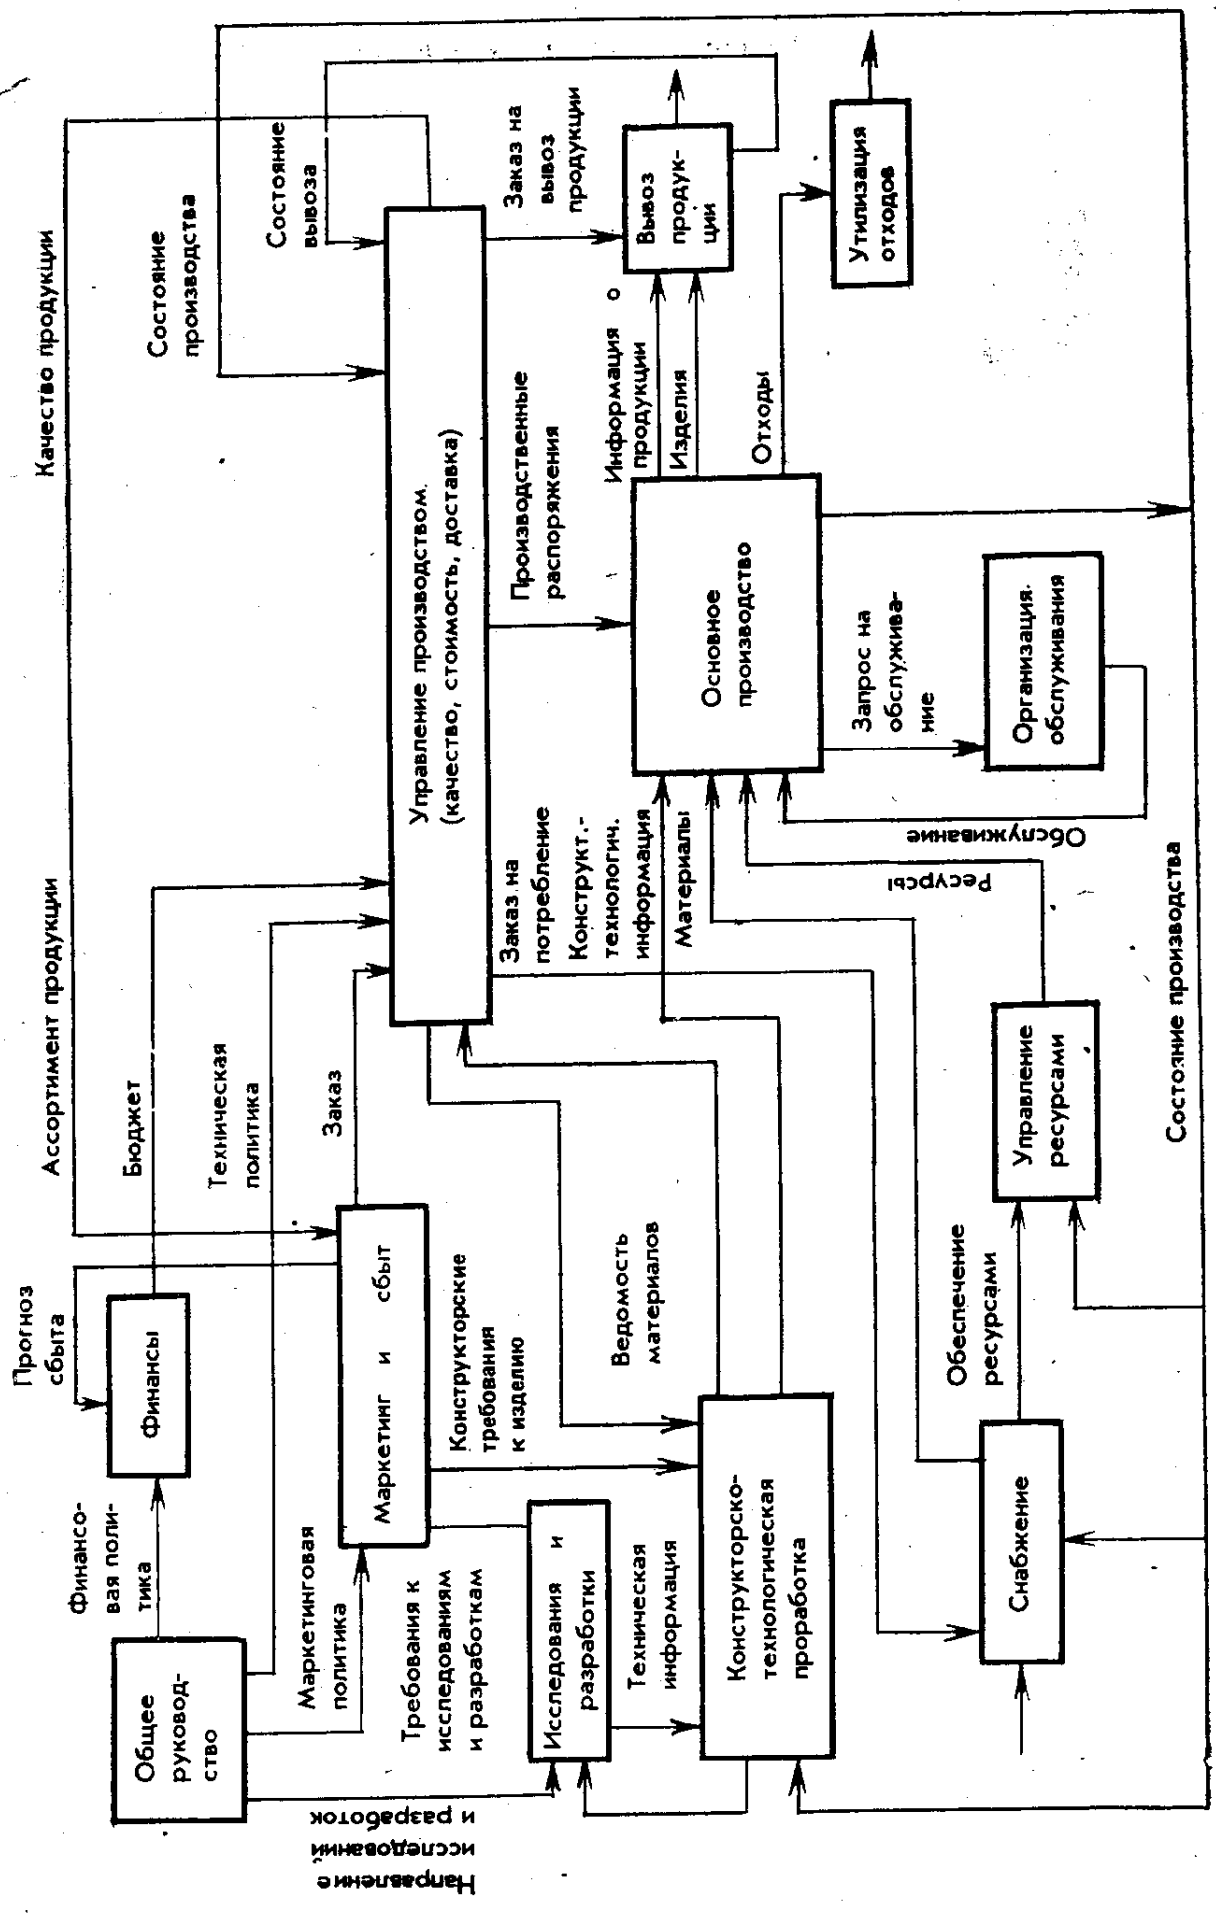 Общее
руковод-
ство
Финансо-
вая поли-
тика
Финансы
Прогноз
сбыта
Бюджет
Техническая
политика
Ассортимент продукции
Качество продукции
Маркетинговая
политика
Маркетинг и сбыт
Заказ
Состояние
производства
Состояние
вывоза
Управление производством.
(качество, стоимость, доставка)
Направление
исследований
и разработок
Требования к
исследованиям
и разработкам
Исследования и
разработки
Конструкторские
требования
к изделию
Техническая
информация
Ведомость
материалов
Конструкторско-
технологическая
проработка
Заказ на
потребление
Конструкт.-
технологич.
информация
Материалы
Производственные
распоряжения
Заказ на
вывоз
продукции
Вывоз
продук-
ции
Информация о
продукции
Изделия
Отходы
Утилизация
отходов
Основное
производство
Запрос на
обслужива-
ние
Организация
обслуживания
Обслуживание
Ресурсы
Снабжение
Обеспечение
ресурсами
Управление
ресурсами
Состояние производства